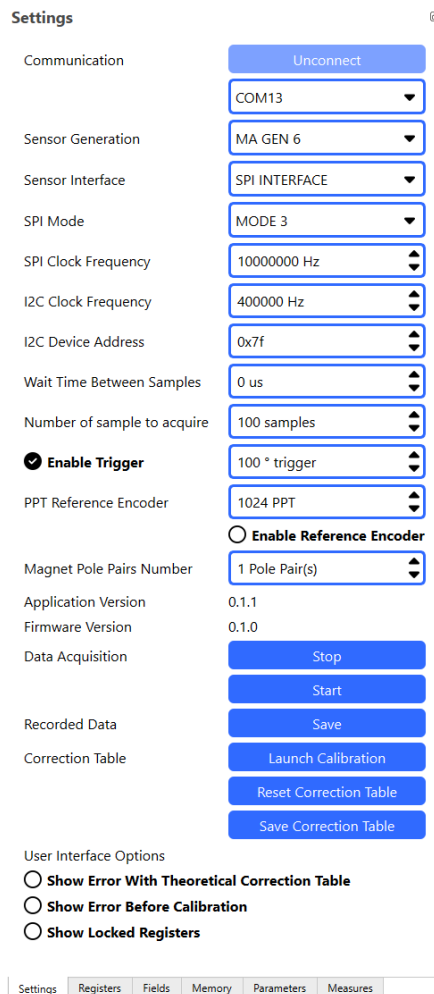 Settings
Communication Unconnect
COM13
Sensor Generation MA GEN 6
Sensor Interface SPI INTERFACE
SPI Mode MODE 3
SPI Clock Frequency 10000000 Hz
I2C Clock Frequency 400000 Hz
I2C Device Address 0x7f
Wait Time Between Samples 0 us
Number of sample to acquire 100 samples
Enable Trigger 100 ° trigger
PPT Reference Encoder 1024 PPT
Enable Reference Encoder
Magnet Pole Pairs Number 1 Pole Pair(s)
Application Version 0.1.1
Firmware Version 0.1.0
Data Acquisition Stop
Start
Recorded Data Save
Correction Table Launch Calibration
Reset Correction Table
Save Correction Table
User Interface Options
Show Error With Theoretical Correction Table
Show Error Before Calibration
Show Locked Registers
Settings Registers Fields Memory Parameters Measures